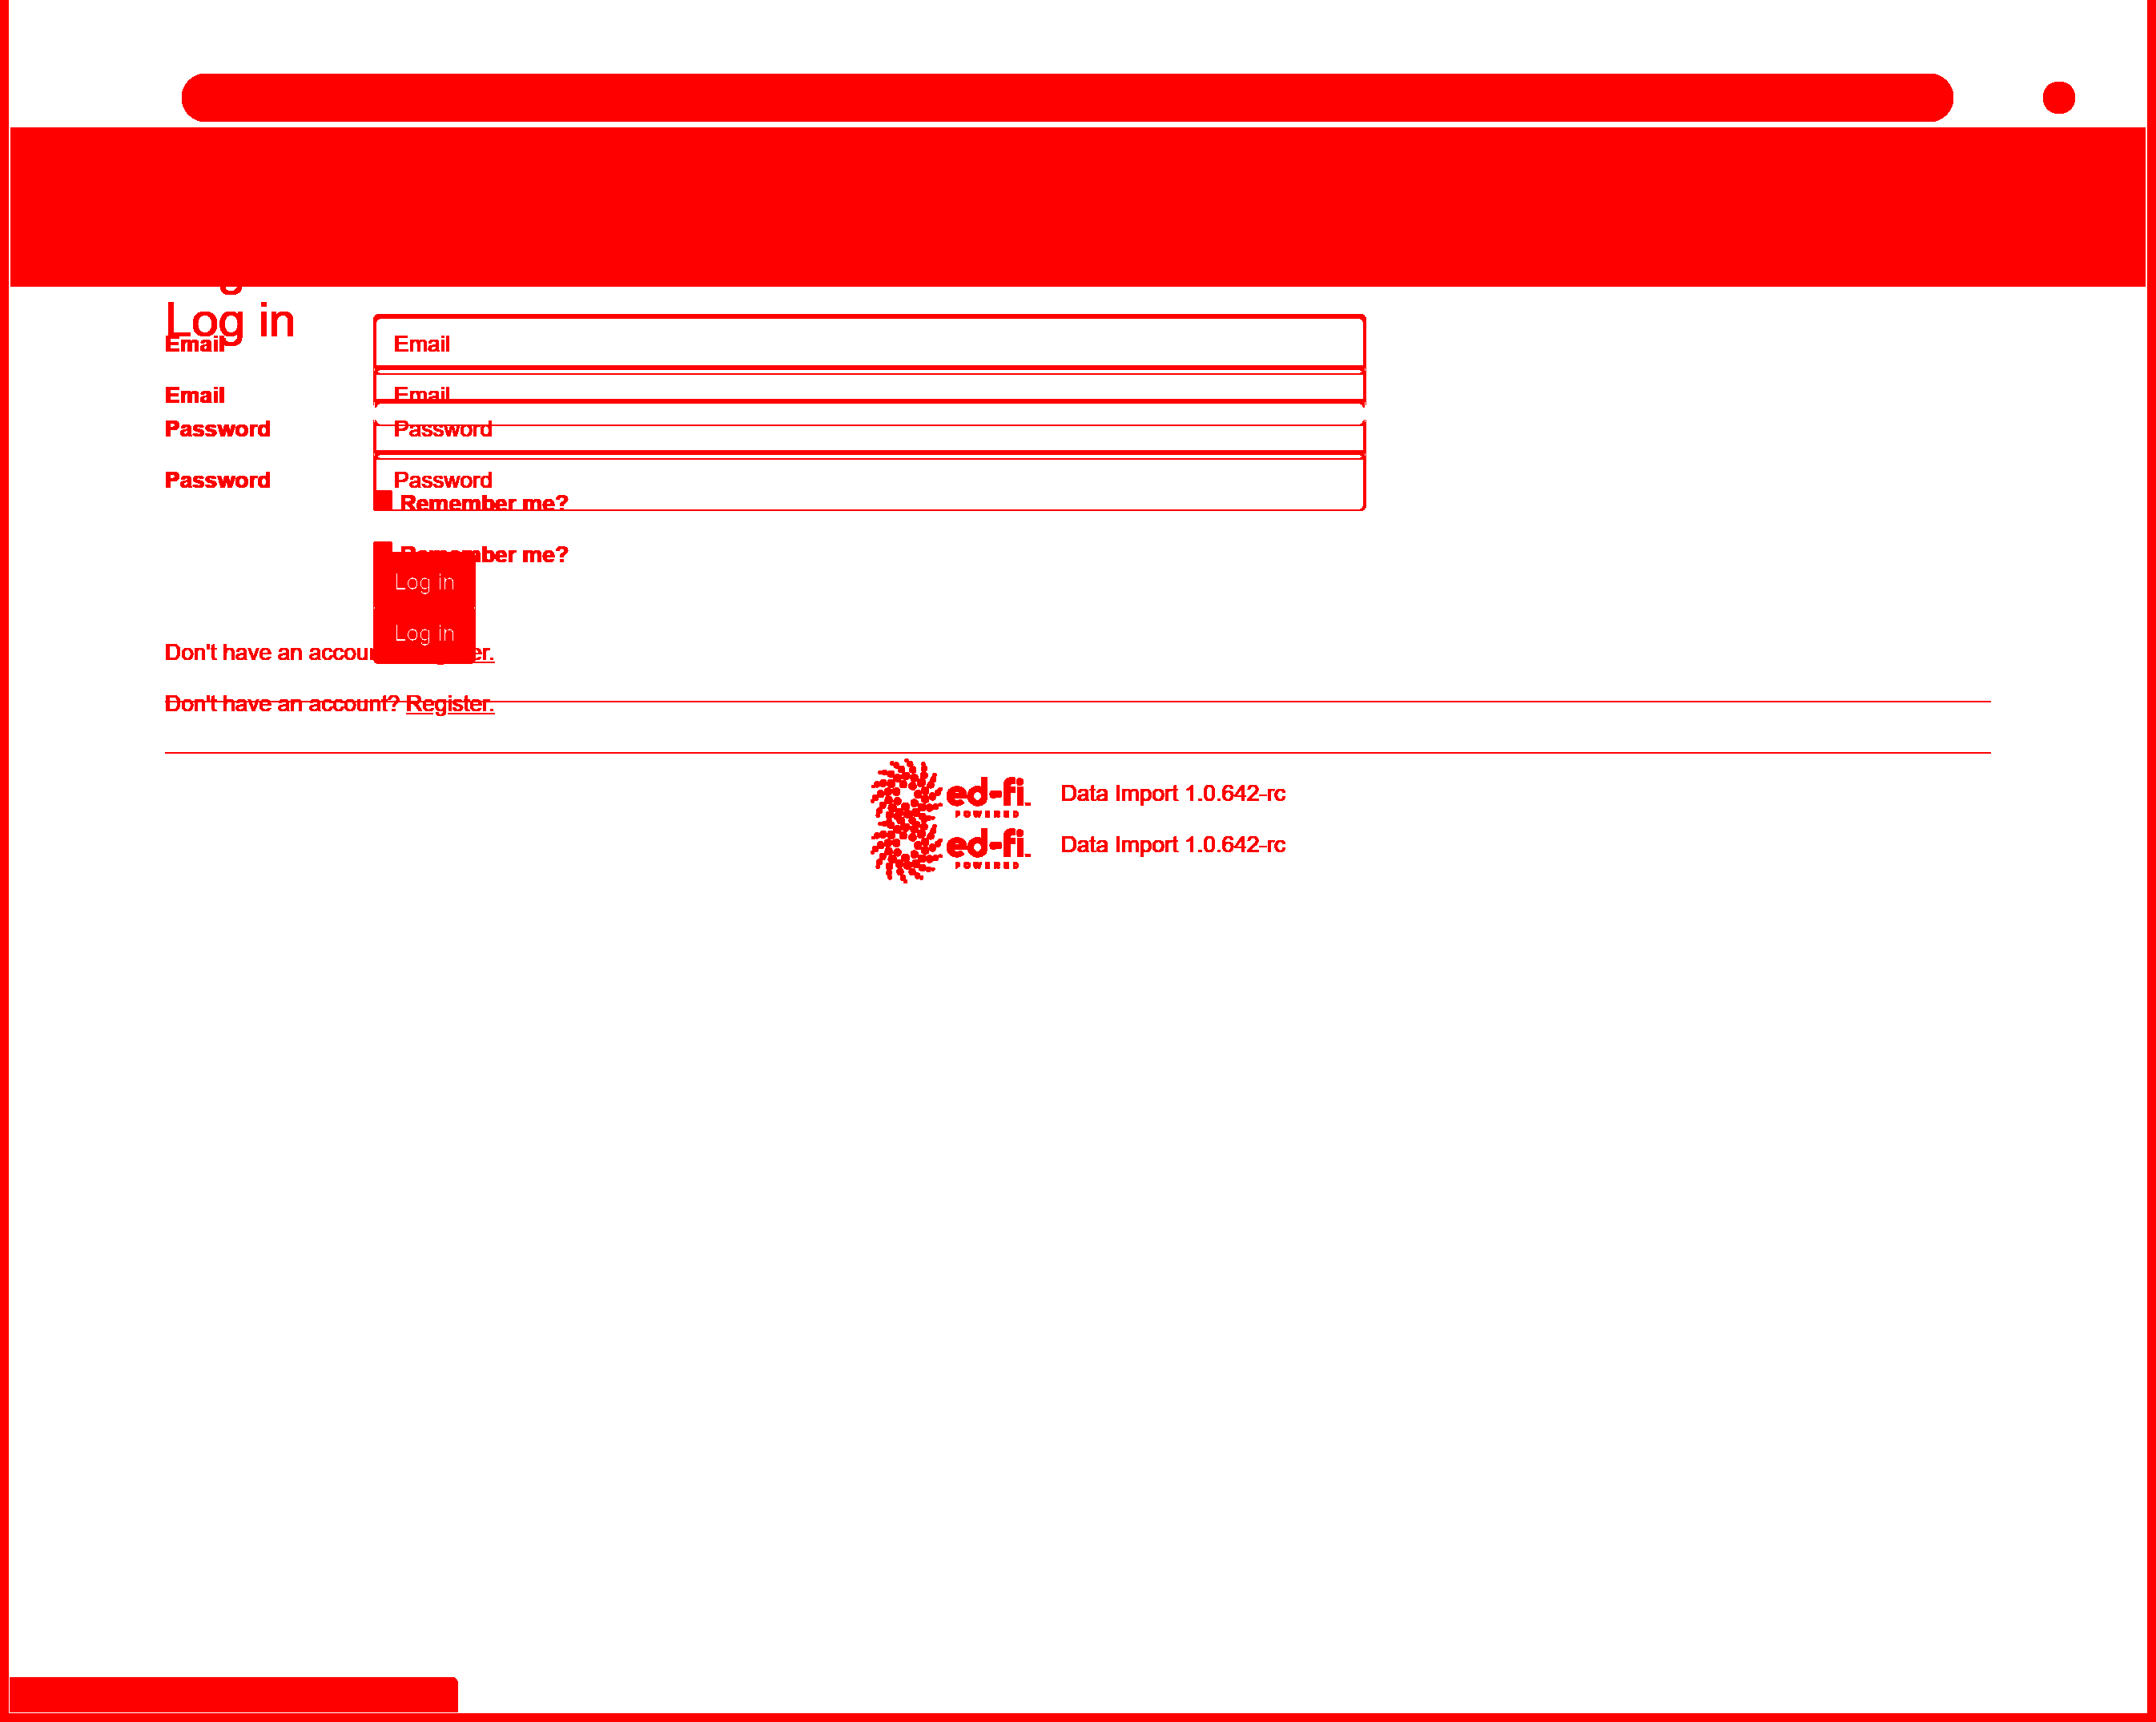 Log in
Email Email
Email Email
Password Password
Password Password
Remember me?
Remember me?
Log in
Log in
Don't have an
Don't have an account? Register.
ed-fi Data Import 1.0.642-rc
POWERED
ed-fi Data Import 1.0.642-rc
POWERED